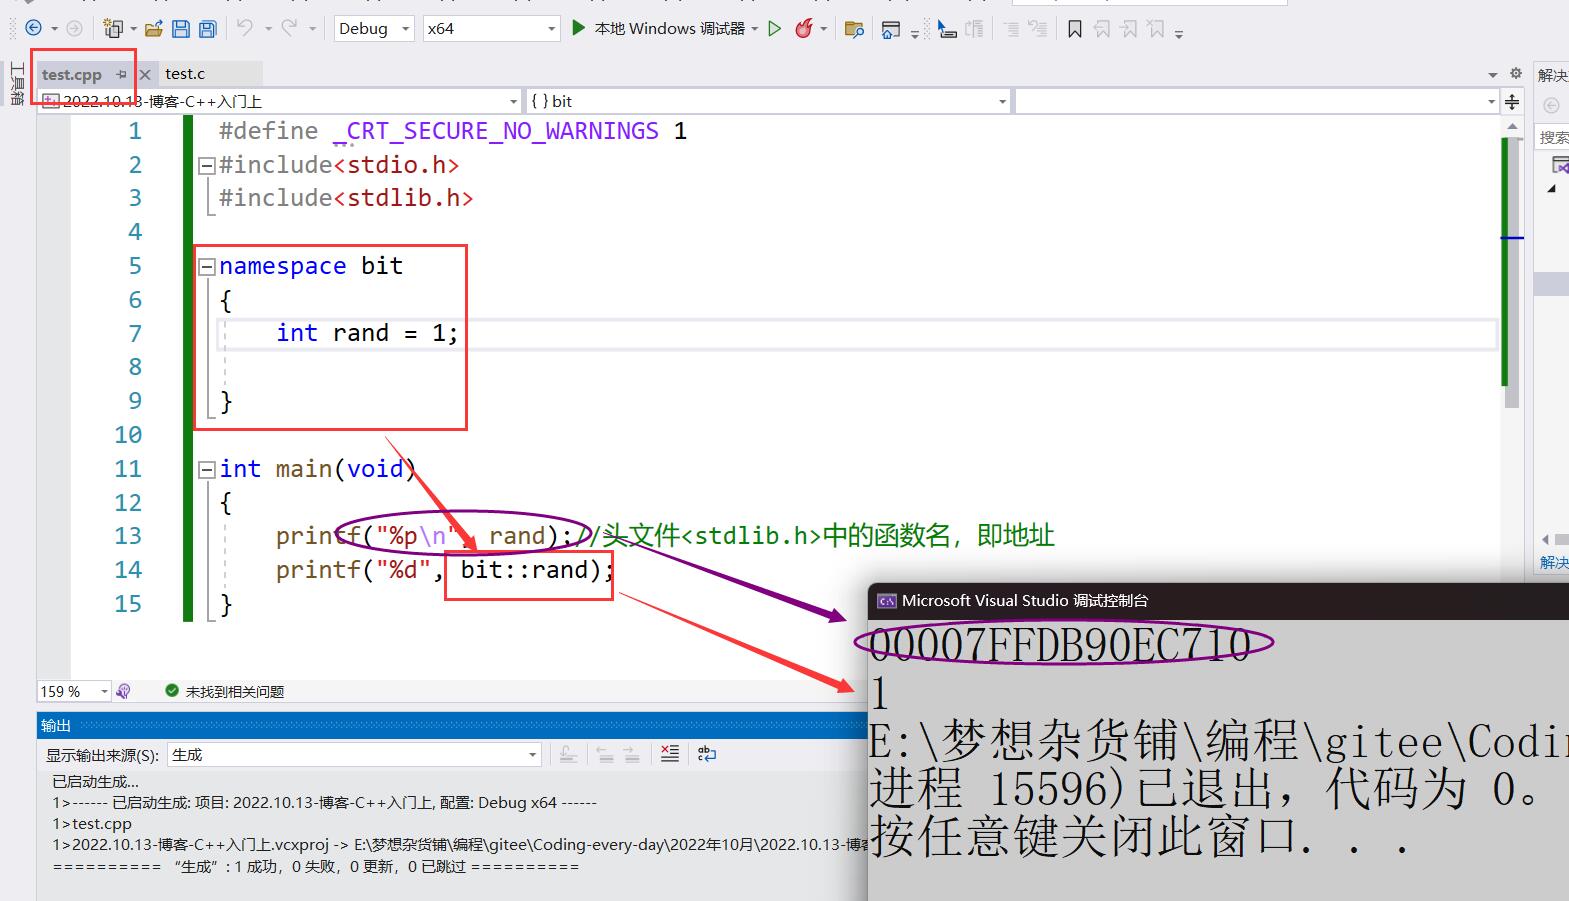 Debug
x64
本地 Windows 调试器
工具箱
test.cpp
test.c
2022.10.13-博客-C++入门上
{ } bit
解决
搜索
1 #define _CRT_SECURE_NO_WARNINGS 1
2 #include<stdio.h>
3 #include<stdlib.h>
4
5 namespace bit
6 {
7 int rand = 1;
8
9 }
10
11 int main(void)
12 {
13 printf("%p\n", rand);//头文件<stdlib.h>中的函数名，即地址
14 printf("%d", bit::rand);
15 }
解决
Microsoft Visual Studio 调试控制台
00007FFDB90EC710
1
E:\梦想杂货铺\编程\gitee\Codin
进程 15596)已退出，代码为 0。
按任意键关闭此窗口. . .
159 %
未找到相关问题
输出
显示输出来源(S): 生成
已启动生成...
1>------ 已启动生成: 项目: 2022.10.13-博客-C++入门上, 配置: Debug x64 ------
1>test.cpp
1>2022.10.13-博客-C++入门上.vcxproj -> E:\梦想杂货铺\编程\gitee\Coding-every-day\2022年10月\2022.10.13-博客
========== “生成”: 1 成功，0 失败，0 更新，0 已跳过 ==========